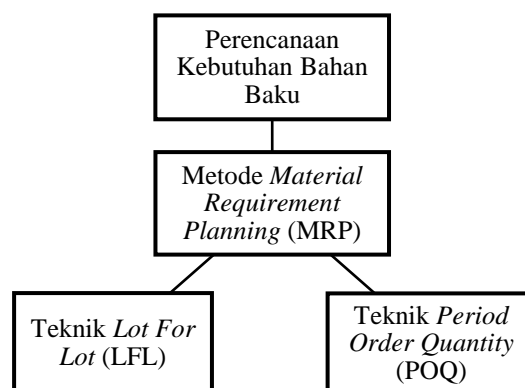 Perencanaan
Kebutuhan Bahan
Baku
Metode Material
Requirement
Planning (MRP)
Teknik Lot For
Lot (LFL)
Teknik Period
Order Quantity
(POQ)